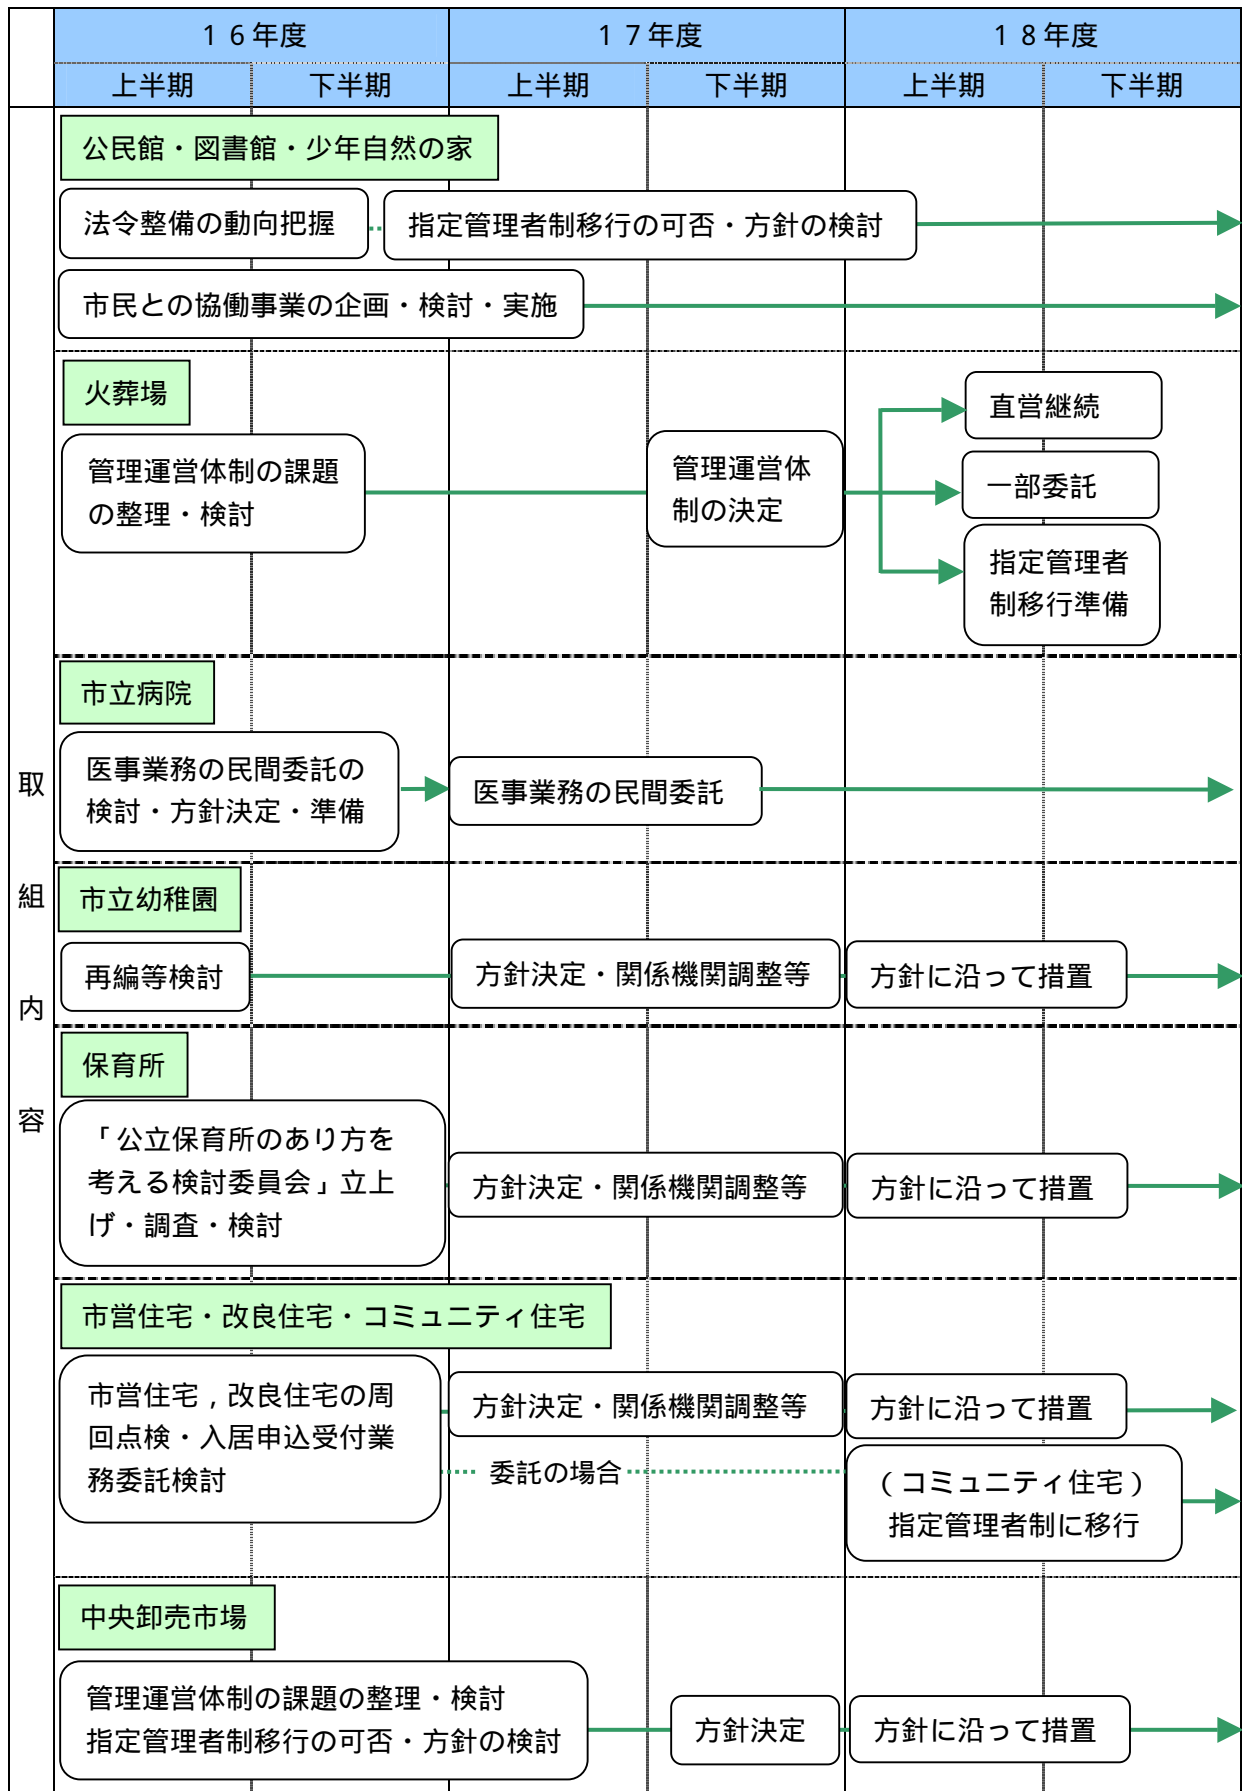 １６年度
１７年度
１８年度
上半期
下半期
上半期
下半期
上半期
下半期
取組内容
公民館・図書館・少年自然の家
法令整備の動向把握
指定管理者制移行の可否・方針の検討
市民との協働事業の企画・検討・実施
火葬場
管理運営体制の課題
の整理・検討
管理運営体
制の決定
直営継続
一部委託
指定管理者
制移行準備
市立病院
医事業務の民間委託の
検討・方針決定・準備
医事業務の民間委託
市立幼稚園
再編等検討
方針決定・関係機関調整等
方針に沿って措置
保育所
「公立保育所のあり方を
考える検討委員会」立上
げ・調査・検討
方針決定・関係機関調整等
方針に沿って措置
市営住宅・改良住宅・コミュニティ住宅
市営住宅，改良住宅の周
回点検・入居申込受付業
務委託検討
方針決定・関係機関調整等
方針に沿って措置
委託の場合
（コミュニティ住宅）
指定管理者制に移行
中央卸売市場
管理運営体制の課題の整理・検討
指定管理者制移行の可否・方針の検討
方針決定
方針に沿って措置